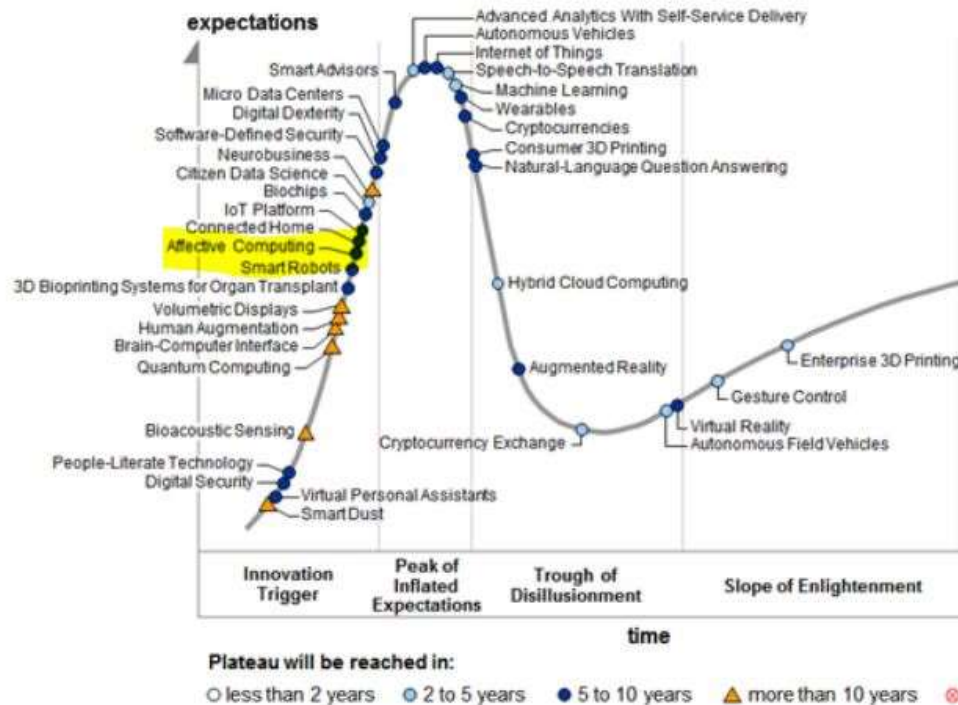 expectations
Advanced Analytics With Self-Service Delivery
Autonomous Vehicles
Internet of Things
Smart Advisors
Speech-to-Speech Translation
Machine Learning
Micro Data Centers
Wearables
Digital Dexterity
Cryptocurrencies
Software-Defined Security
Consumer 3D Printing
Neurobusiness
Natural-Language Question Answering
Citizen Data Science
Biochips
IoT Platform
Connected Home
Affective Computing
Smart Robots
Hybrid Cloud Computing
3D Bioprinting Systems for Organ Transplant
Volumetric Displays
Human Augmentation
Brain-Computer Interface
Enterprise 3D Printing
Quantum Computing
Augmented Reality
Gesture Control
Bioacoustic Sensing
Virtual Reality
Cryptocurrency Exchange
Autonomous Field Vehicles
People-Literate Technology
Digital Security
Virtual Personal Assistants
Smart Dust
Innovation
Trigger
Peak of
Inflated
Expectations
Trough of
Disillusionment
Slope of Enlightenment
time
Plateau will be reached in:
less than 2 years
2 to 5 years
5 to 10 years
more than 10 years